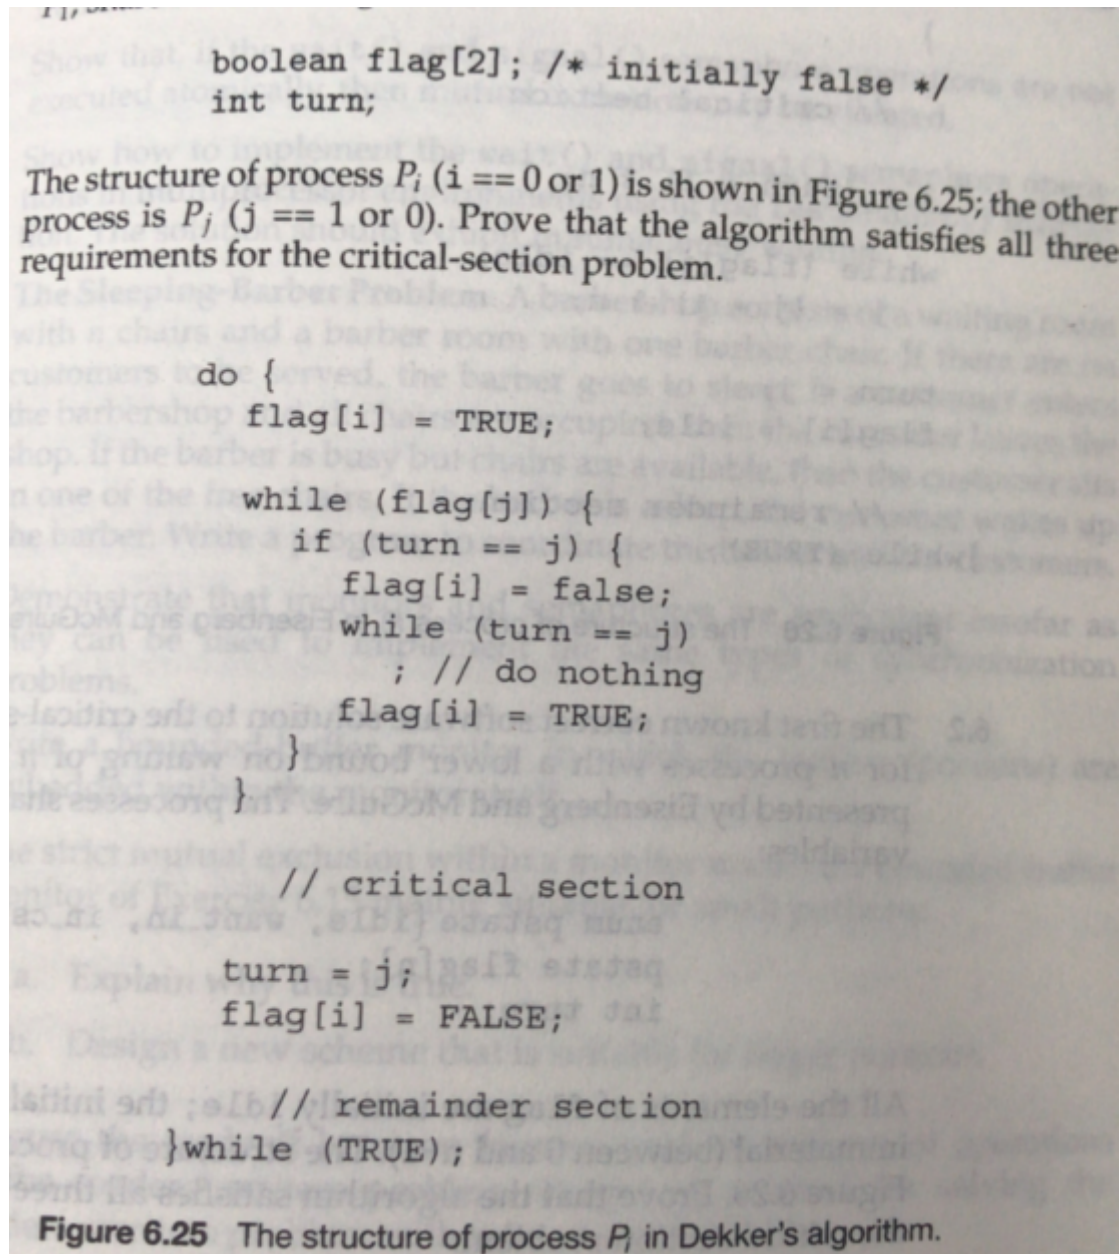 boolean flag[2]; /* initially false */
int turn;
The structure of process Pi (i == 0 or 1) is shown in Figure 6.25; the other
process is Pj (j == 1 or 0). Prove that the algorithm satisfies all three
requirements for the critical-section problem.
do {
flag[i] = TRUE;
while (flag[j]) {
if (turn == j) {
flag[i] = false;
while (turn == j)
; // do nothing
flag[i] = TRUE;
}
}
// critical section
turn = j;
flag[i] = FALSE;
// remainder section
}while (TRUE);
Figure 6.25 The structure of process Pi in Dekker's algorithm.